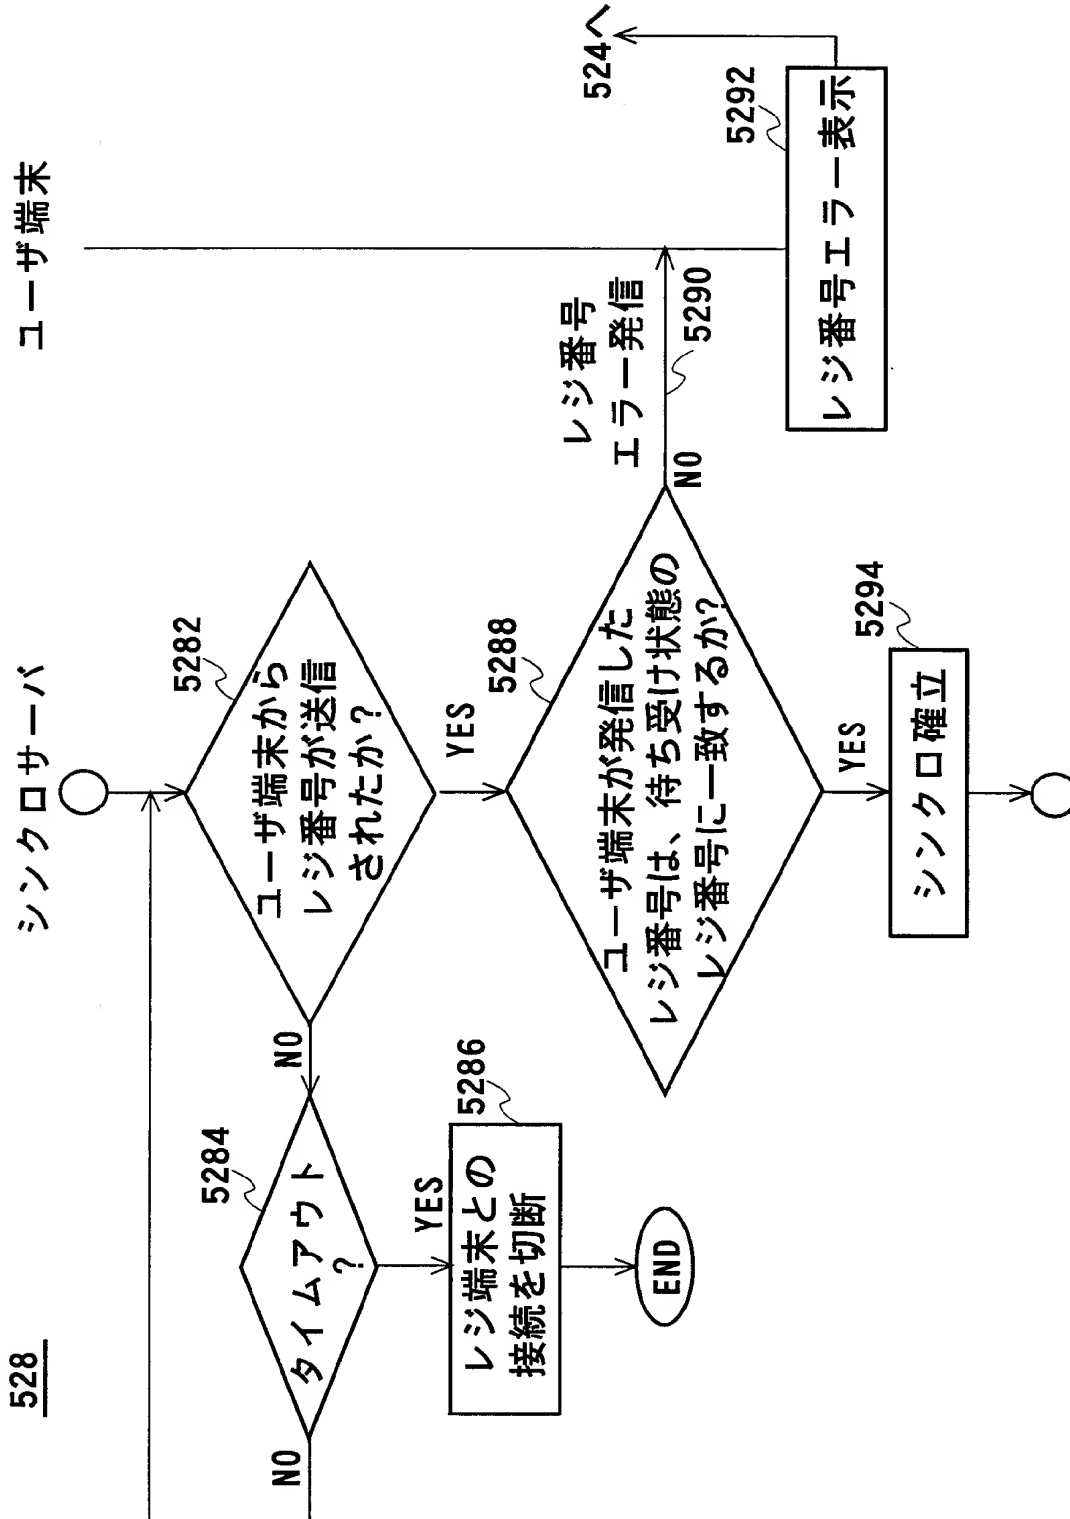 528
シンクロサーバ
ユーザ端末
5282
ユーザ端末から
レジ番号が送信
されたか?
NO
YES
5284
タイムアウト
?
NO
YES
5286
レジ端末との
接続を切断
END
5288
ユーザ端末が発信した
レジ番号は、待ち受け状態の
レジ番号に一致するか?
NO
YES
レジ番号
エラー発信
5290
524へ
5292
レジ番号エラー表示
5294
シンクロ確立